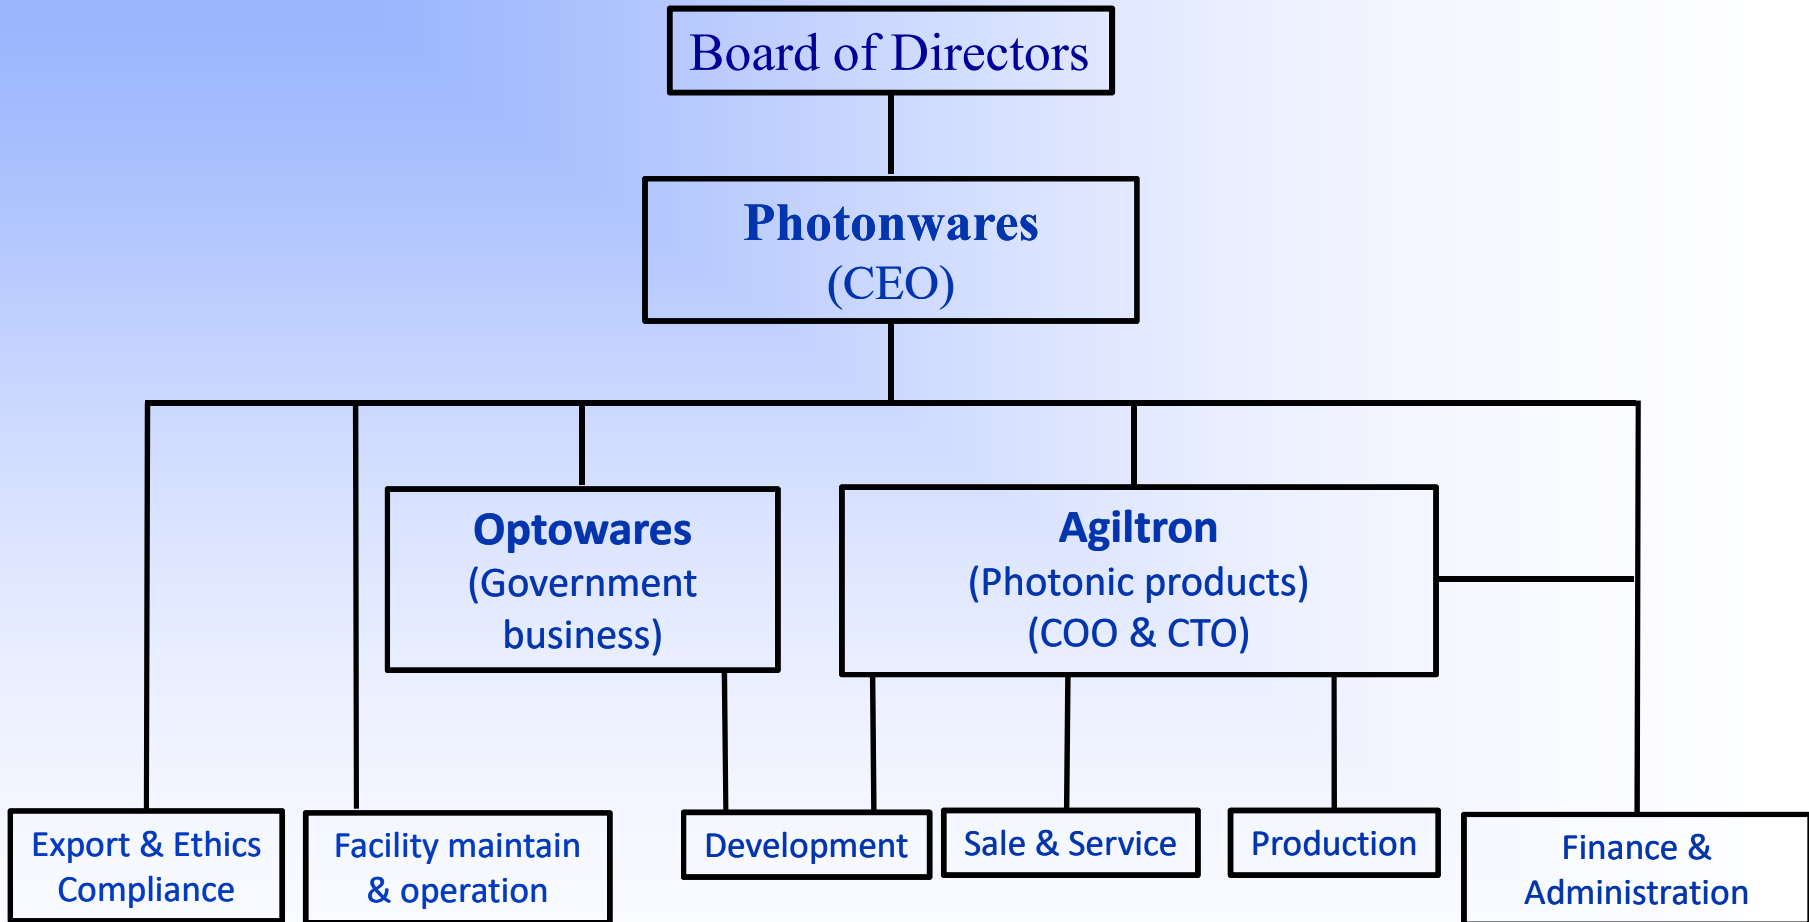 Board of Directors
Photonwares
(CEO)
Optowares
(Government
business)
Agiltron
(Photonic products)
(COO & CTO)
Export & Ethics
Compliance
Facility maintain
& operation
Development
Sale & Service
Production
Finance &
Administration